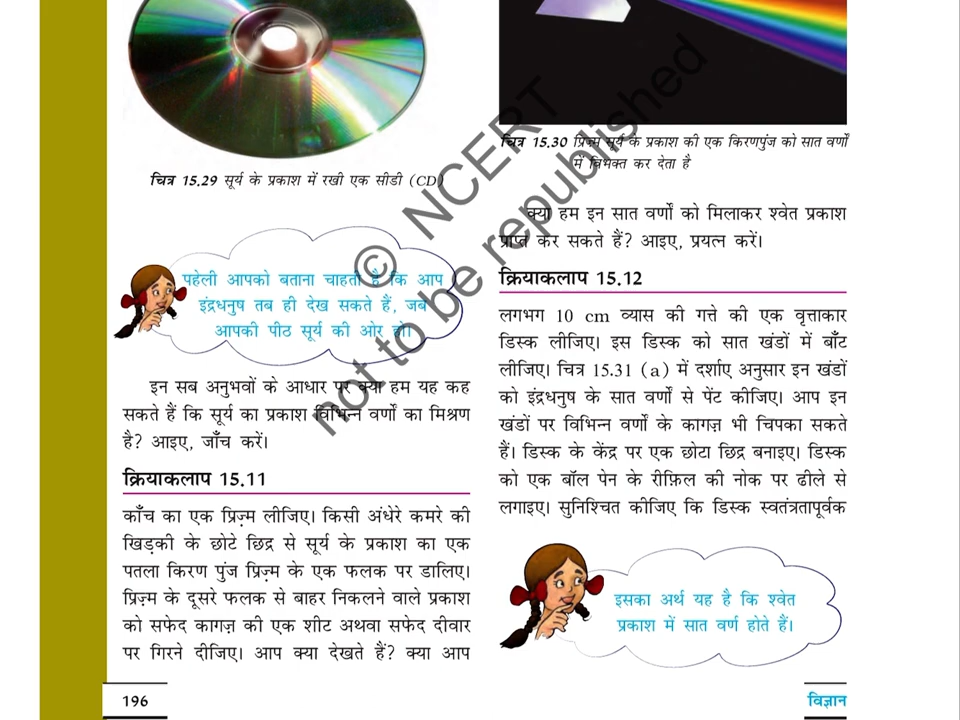 चित्र 15.29 सूर्य के प्रकाश में रखी एक सीडी (CD)
पहेली आपको बताना चाहती है कि आप
इंद्रधनुष तब ही देख सकते हैं, जब
आपकी पीठ सूर्य की ओर हो।
इन सब अनुभवों के आधार पर क्या हम यह कह
सकते हैं कि सूर्य का प्रकाश विभिन्न वर्णों का मिश्रण
है? आइए, जाँच करें।
क्रियाकलाप 15.11
काँच का एक प्रिज़्म लीजिए। किसी अंधेरे कमरे की
खिड़की के छोटे छिद्र से सूर्य के प्रकाश का एक
पतला किरण पुंज प्रिज़्म के एक फलक पर डालिए।
प्रिज़्म के दूसरे फलक से बाहर निकलने वाले प्रकाश
को सफेद कागज़ की एक शीट अथवा सफेद दीवार
पर गिरने दीजिए। आप क्या देखते हैं? क्या आप
चित्र 15.30 प्रिज़्म सूर्य के प्रकाश की एक किरणपुंज को सात वर्णों
में विभक्त कर देता है
क्या हम इन सात वर्णों को मिलाकर श्वेत प्रकाश
प्राप्त कर सकते हैं? आइए, प्रयत्न करें।
क्रियाकलाप 15.12
लगभग 10 cm व्यास की गत्ते की एक वृत्ताकार
डिस्क लीजिए। इस डिस्क को सात खंडों में बाँट
लीजिए। चित्र 15.31 (a) में दर्शाए अनुसार इन खंडों
को इंद्रधनुष के सात वर्णों से पेंट कीजिए। आप इन
खंडों पर विभिन्न वर्णों के कागज़ भी चिपका सकते
हैं। डिस्क के केंद्र पर एक छोटा छिद्र बनाइए। डिस्क
को एक बॉल पेन के रीफ़िल की नोक पर ढीले से
लगाइए। सुनिश्चित कीजिए कि डिस्क स्वतंत्रतापूर्वक
इसका अर्थ यह है कि श्वेत
प्रकाश में सात वर्ण होते हैं।
© NCERT
not to be republished
196
विज्ञान